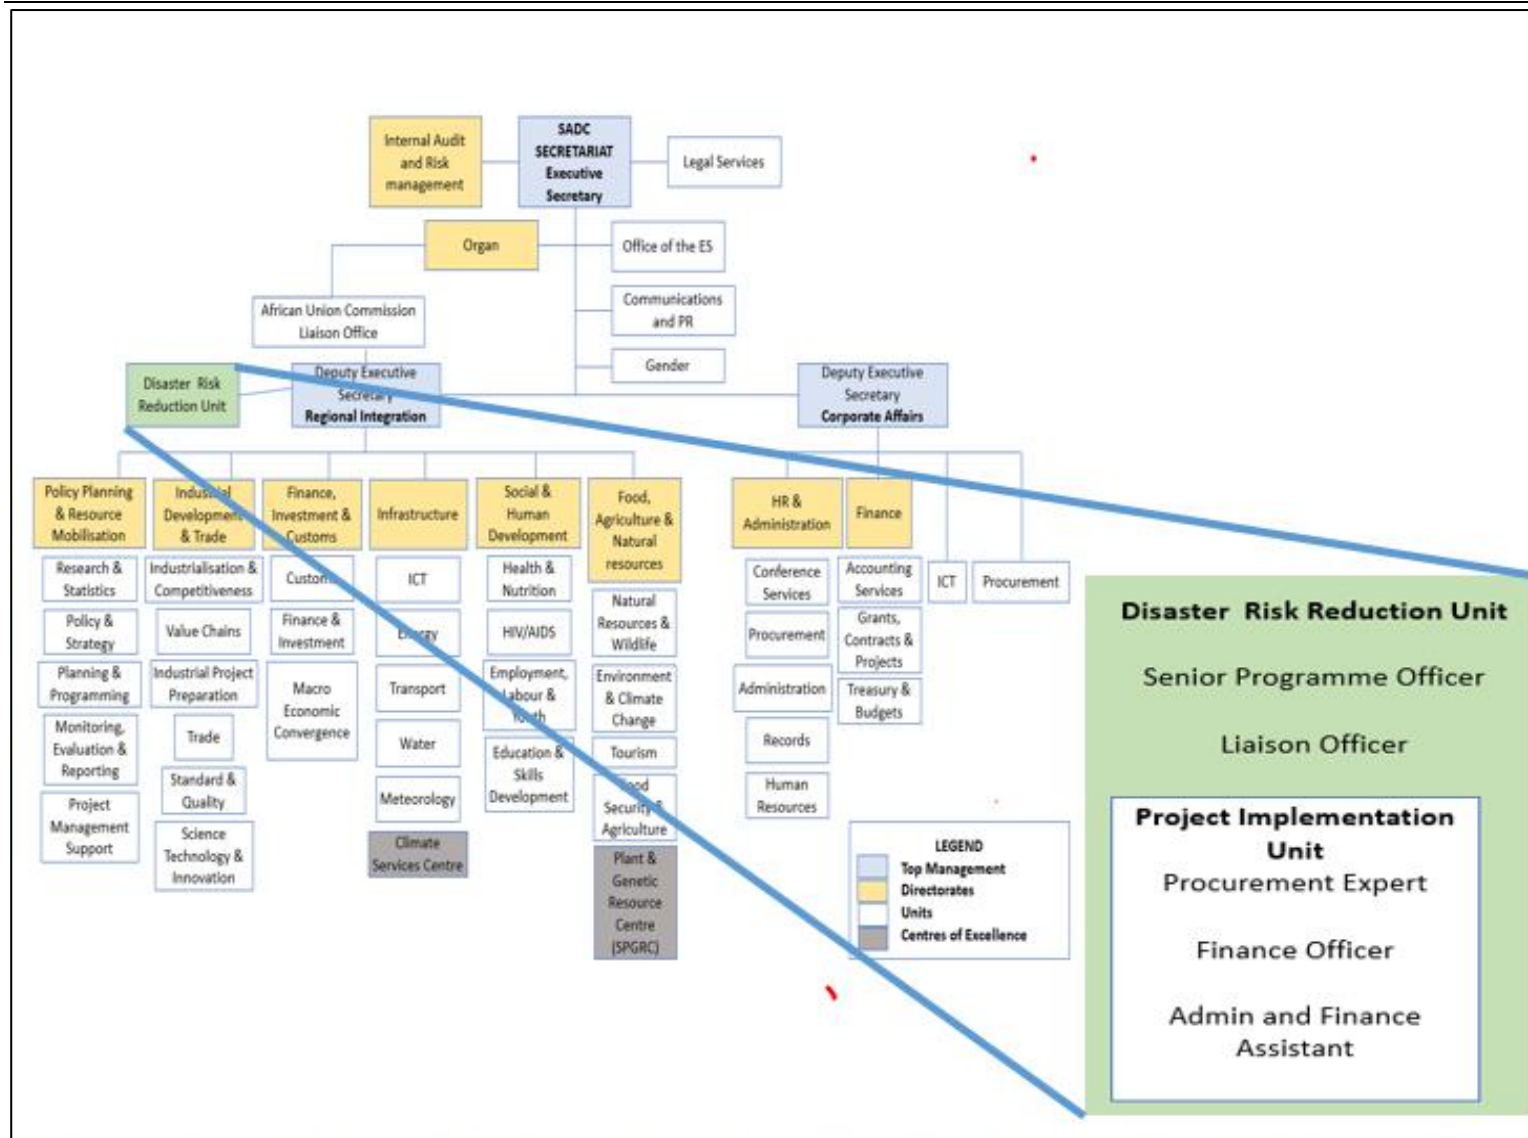 Internal Audit
and Risk
management
SADC
SECRETARIAT
Executive
Secretary
Legal Services
Organ
Office of the ES
African Union Commission
Liaison Office
Communications
and PR
Gender
Disaster Risk
Reduction Unit
Deputy Executive
Secretary
Regional Integration
Deputy Executive
Secretary
Corporate Affairs
Policy Planning
& Resource
Mobilisation
Research &
Statistics
Policy &
Strategy
Planning &
Programming
Monitoring,
Evaluation &
Reporting
Project
Management
Support
Industrial
Development
& Trade
Industrialisation &
Competitiveness
Value Chains
Industrial Project
Preparation
Trade
Standard &
Quality
Science
Technology &
Innovation
Finance,
Investment &
Customs
Customs
Finance &
Investment
Macro
Economic
Convergence
Infrastructure
ICT
Energy
Transport
Water
Meteorology
Climate
Services Centre
Social &
Human
Development
Health &
Nutrition
HIV/AIDS
Employment,
Labour &
Youth
Education &
Skills
Development
Food,
Agriculture &
Natural
resources
Natural
Resources &
Wildlife
Environment
& Climate
Change
Tourism
Food
Security &
Agriculture
Plant &
Genetic
Resource
Centre
(SPGRC)
HR &
Administration
Conference
Services
Procurement
Administration
Records
Human
Resources
Finance
Accounting
Services
Grants,
Contracts &
Projects
Treasury &
Budgets
ICT
Procurement
LEGEND
Top Management
Directorates
Units
Centres of Excellence
Disaster Risk Reduction Unit
Senior Programme Officer
Liaison Officer
Project Implementation
Unit
Procurement Expert
Finance Officer
Admin and Finance
Assistant